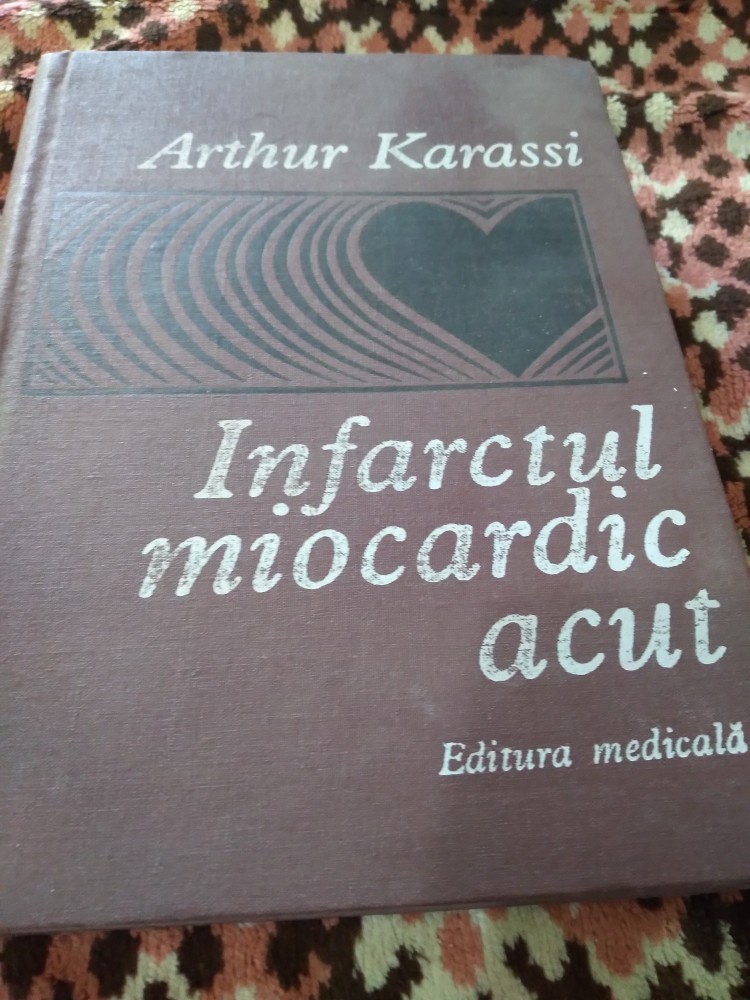 Arthur Karassi
Infarctul
miocardic
acut
Editura medicală